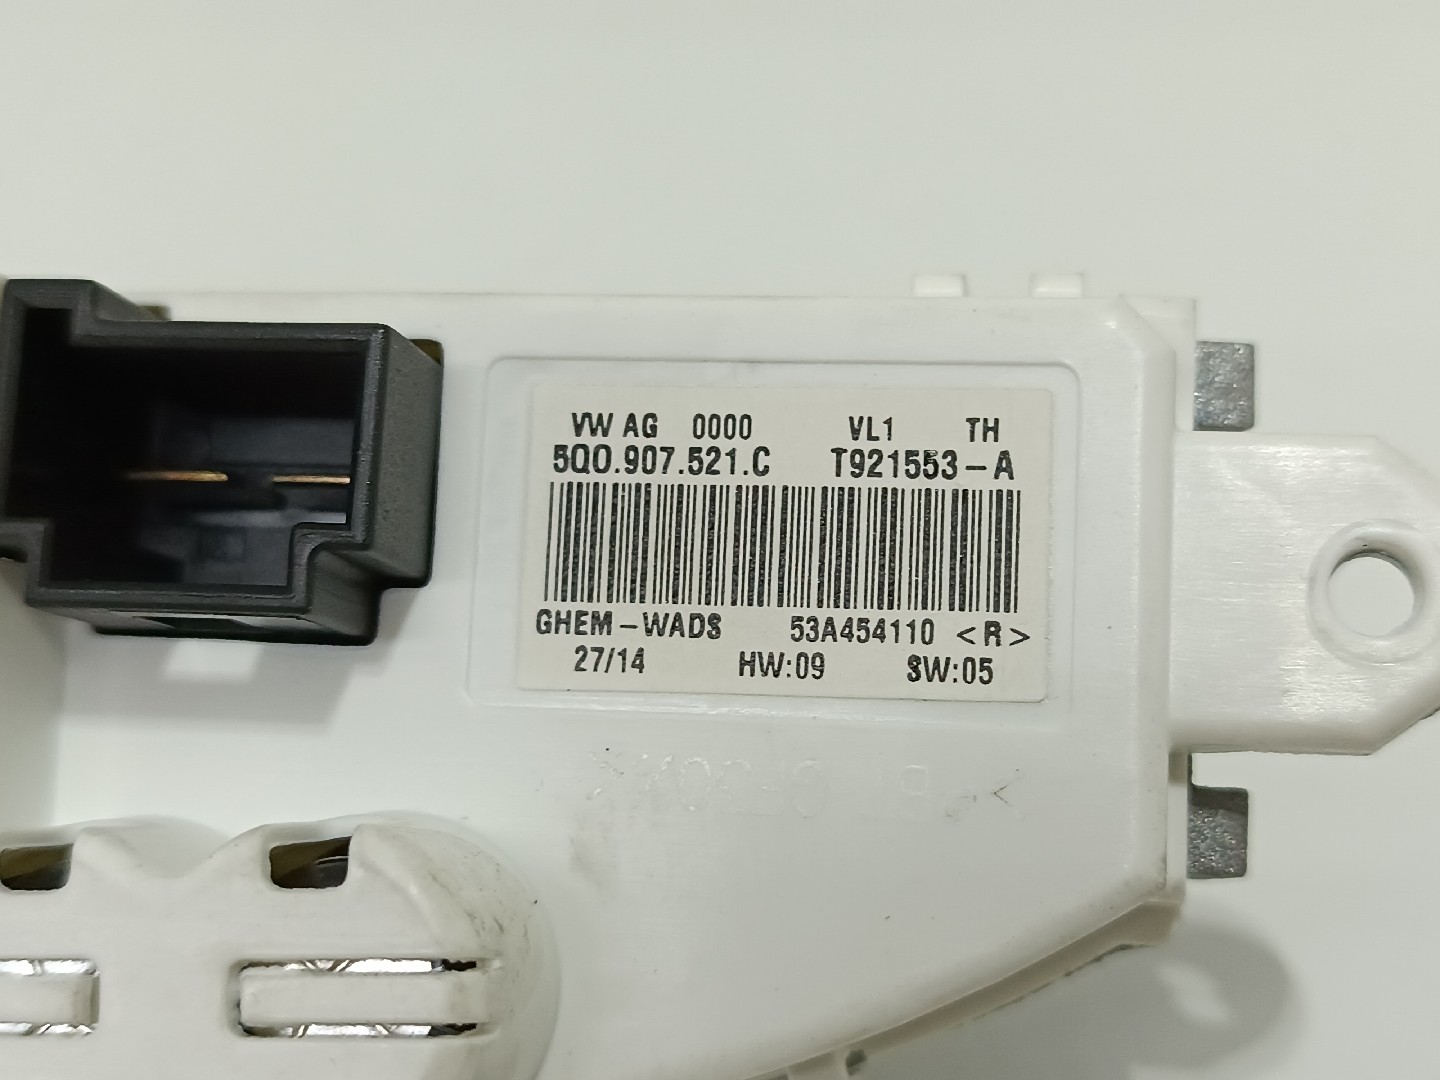 VW AG 0000 VL1 TH
5Q0.907.521.C T921553-A
GHEM-WADS 53A454110 <R>
27/14 HW:09 SW:05